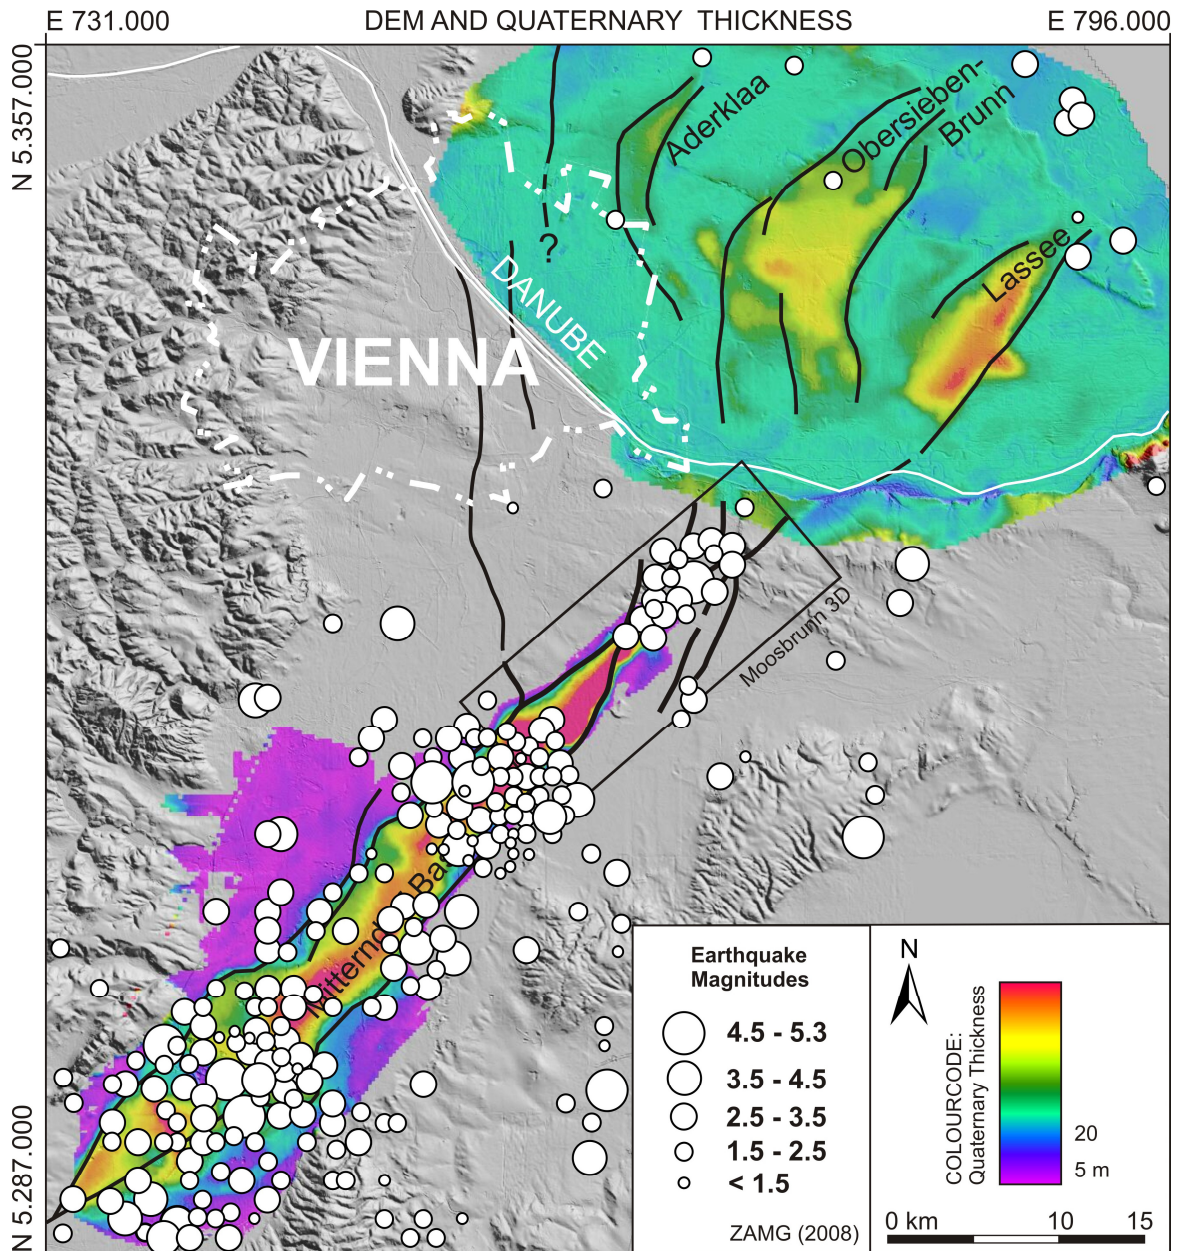 E 731.000 DEM AND QUATERNARY THICKNESS E 796.000
N 5.357.000
Aderklaa
Obersieben-
Brunn
?
DANUBE
Lassee
VIENNA
Moosbrunn 3D
Mitterndorf Ba
Earthquake
Magnitudes
4.5 - 5.3
3.5 - 4.5
2.5 - 3.5
1.5 - 2.5
< 1.5
ZAMG (2008)
N
COLOURCODE:
Quaternary Thickness
20
5 m
0 km 10 15
N 5.287.000